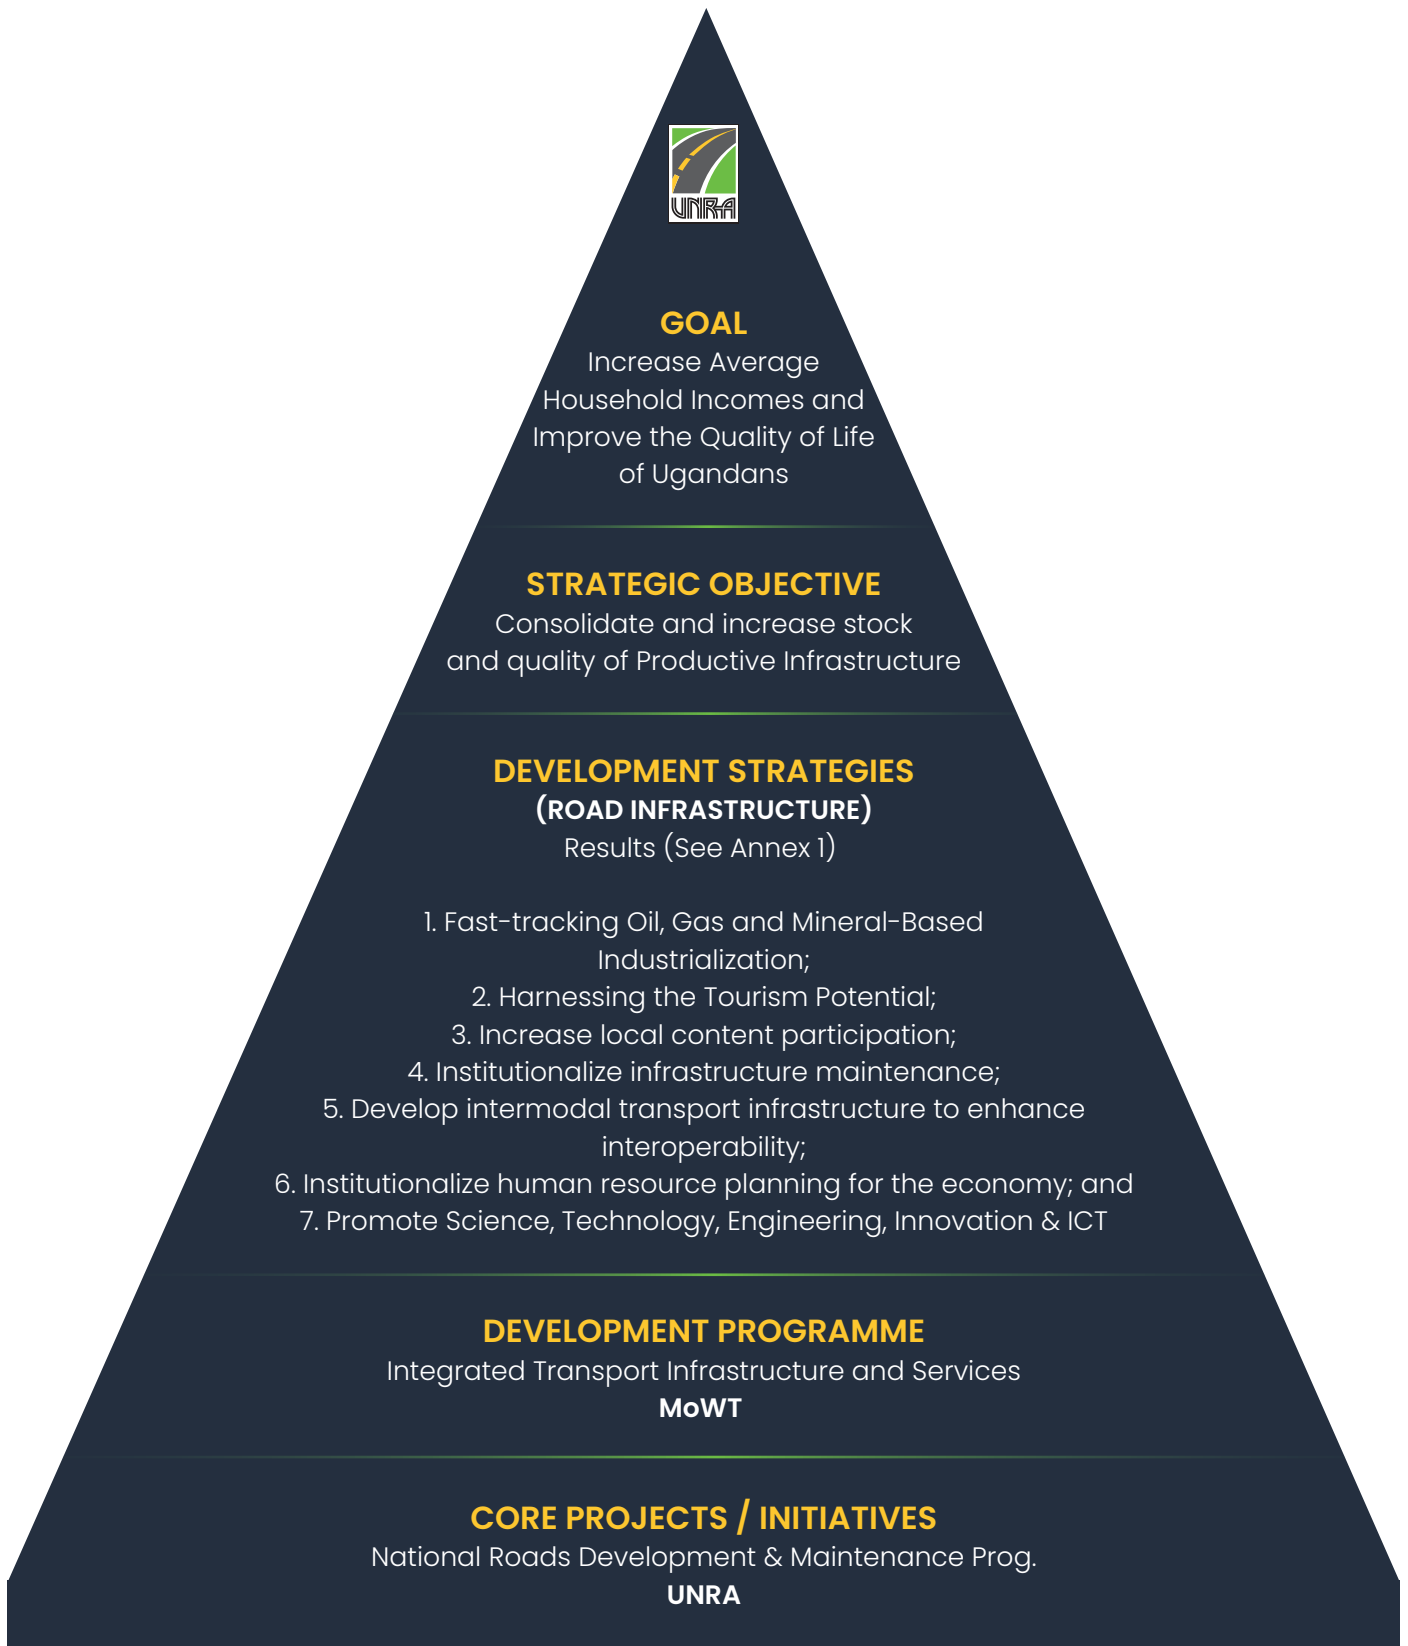 UNRA
GOAL
Increase Average
Household Incomes and
Improve the Quality of Life
of Ugandans
STRATEGIC OBJECTIVE
Consolidate and increase stock
and quality of Productive Infrastructure
DEVELOPMENT STRATEGIES
(ROAD INFRASTRUCTURE)
Results (See Annex 1)
1. Fast-tracking Oil, Gas and Mineral-Based
Industrialization;
2. Harnessing the Tourism Potential;
3. Increase local content participation;
4. Institutionalize infrastructure maintenance;
5. Develop intermodal transport infrastructure to enhance
interoperability;
6. Institutionalize human resource planning for the economy; and
7. Promote Science, Technology, Engineering, Innovation & ICT
DEVELOPMENT PROGRAMME
Integrated Transport Infrastructure and Services
MoWT
CORE PROJECTS / INITIATIVES
National Roads Development & Maintenance Prog.
UNRA